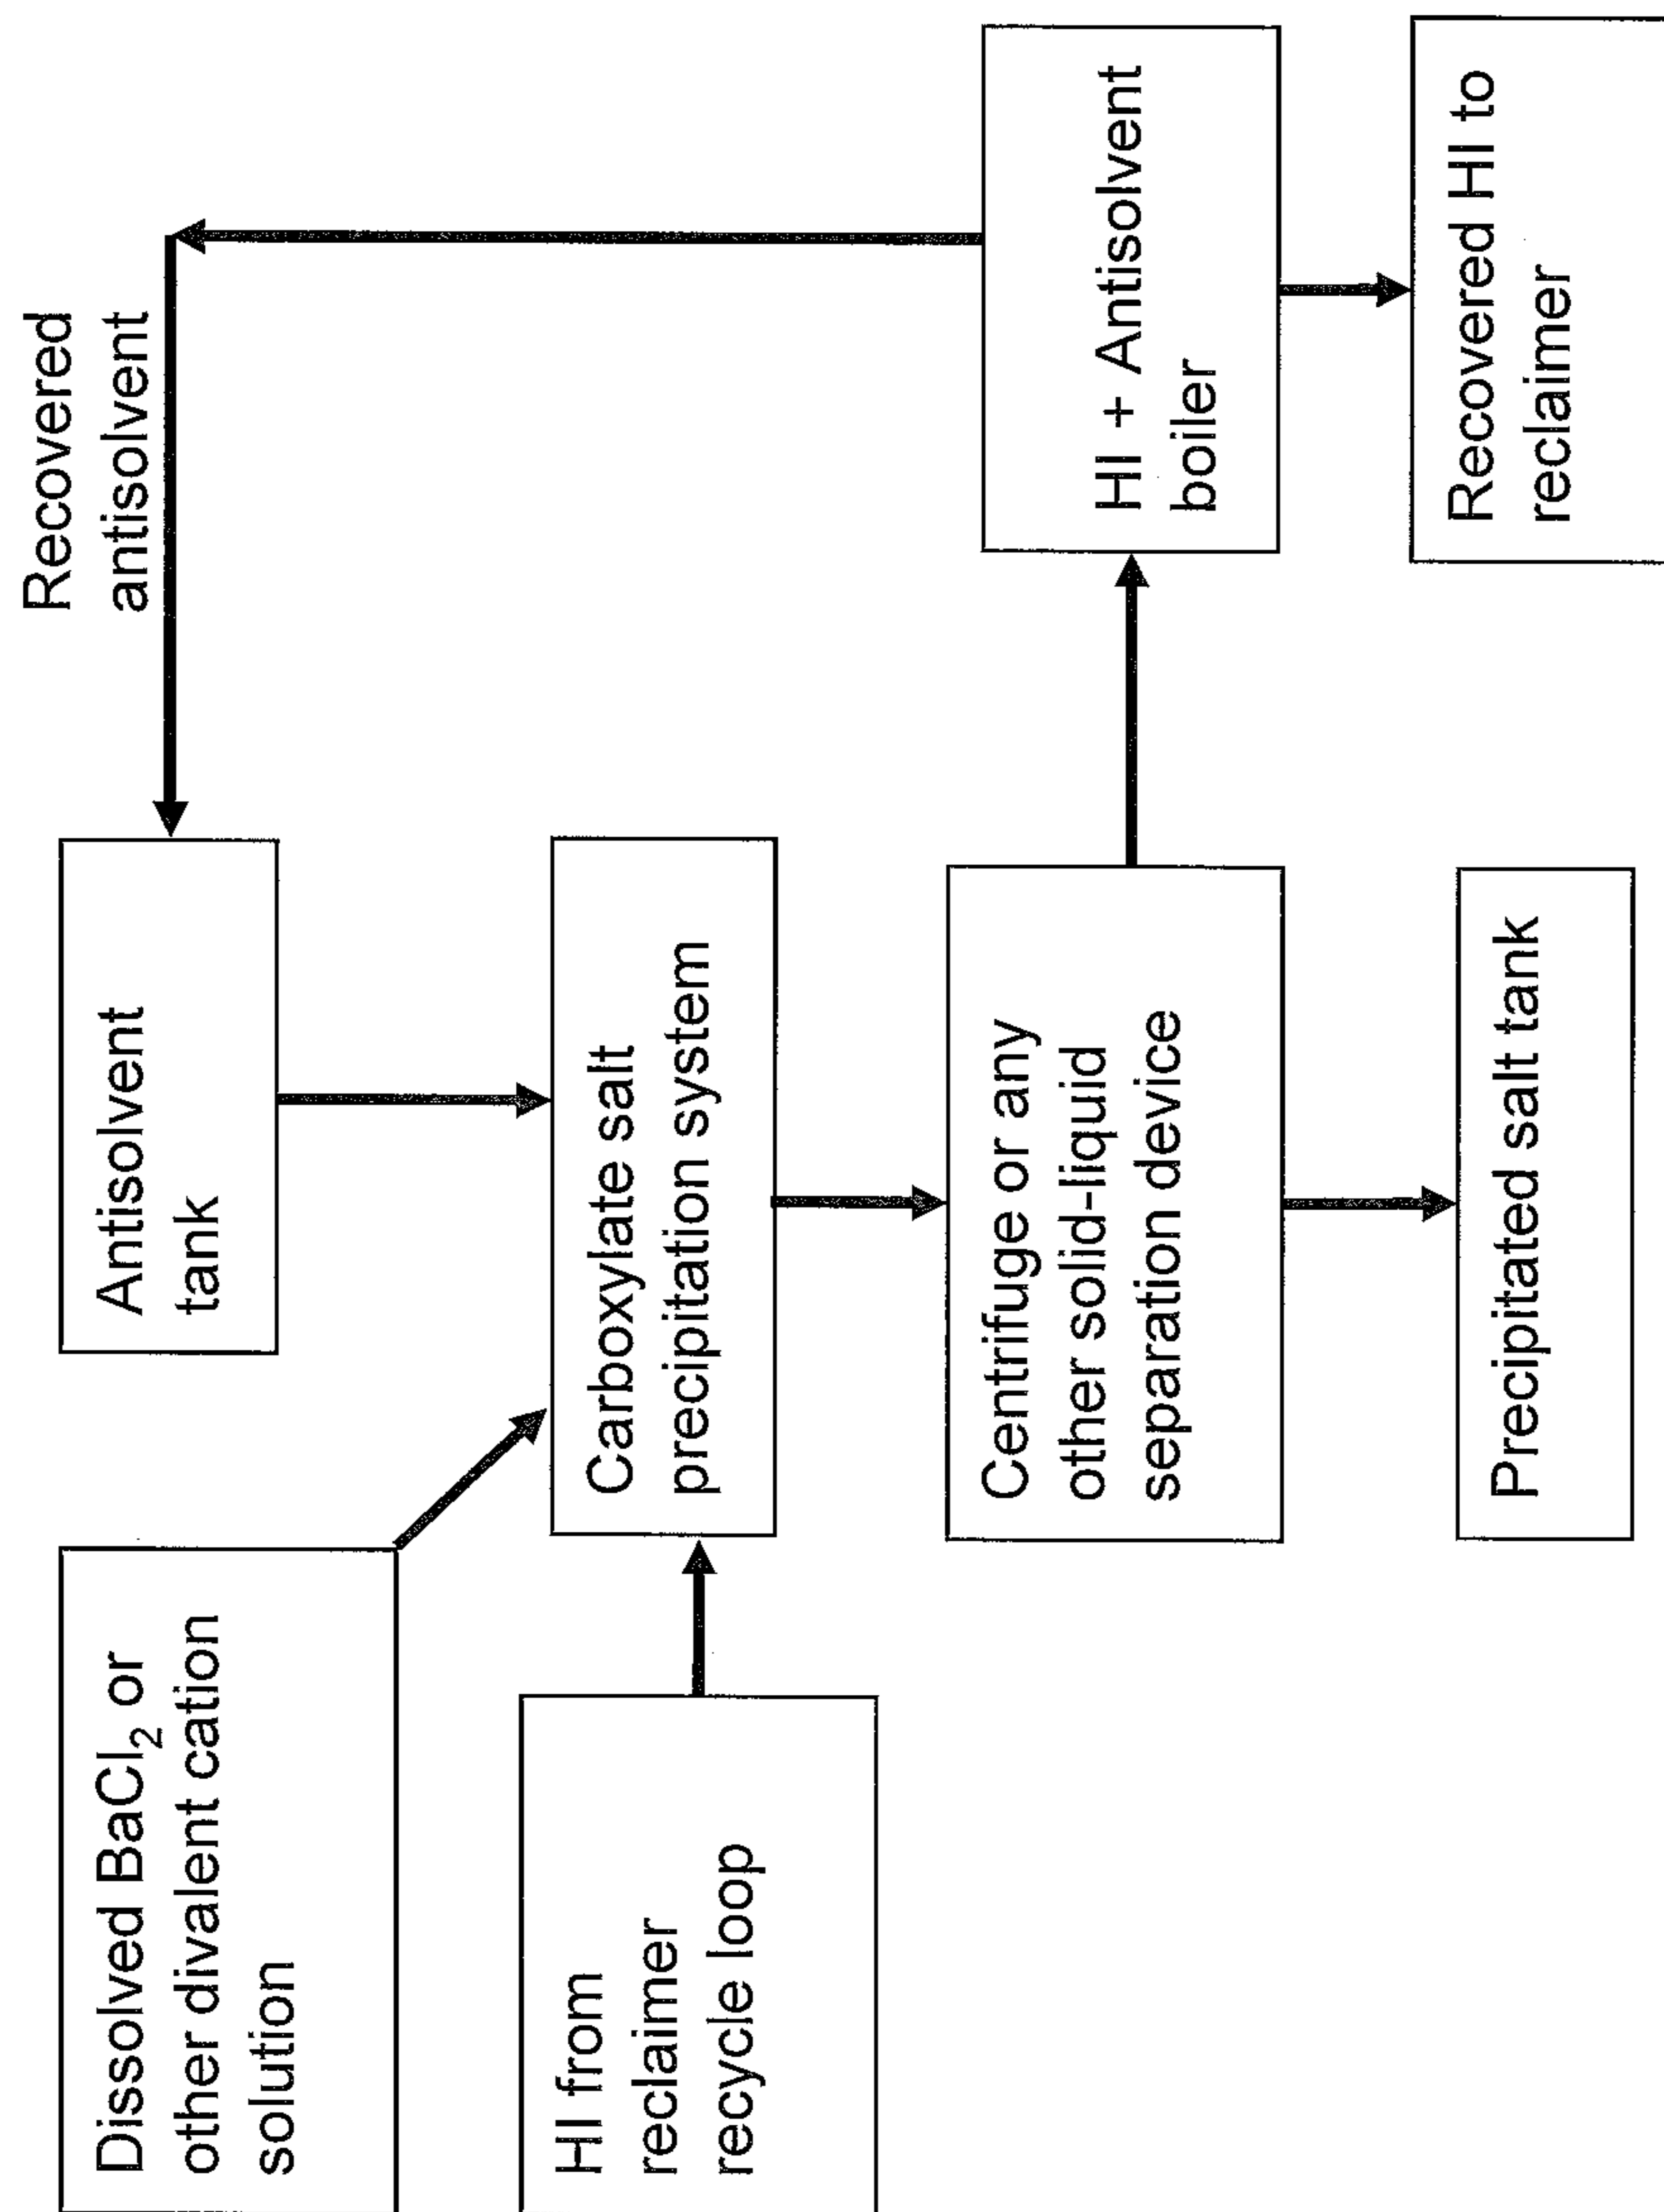 Recovered
antisolvent
Dissolved BaCl₂ or
other divalent cation
solution
Antisolvent
tank
HI from
reclaimer
recycle loop
Carboxylate salt
precipitation system
Centrifuge or any
other solid-liquid
separation device
HI + Antisolvent
boiler
Precipitated salt tank
Recovered HI to
reclaimer